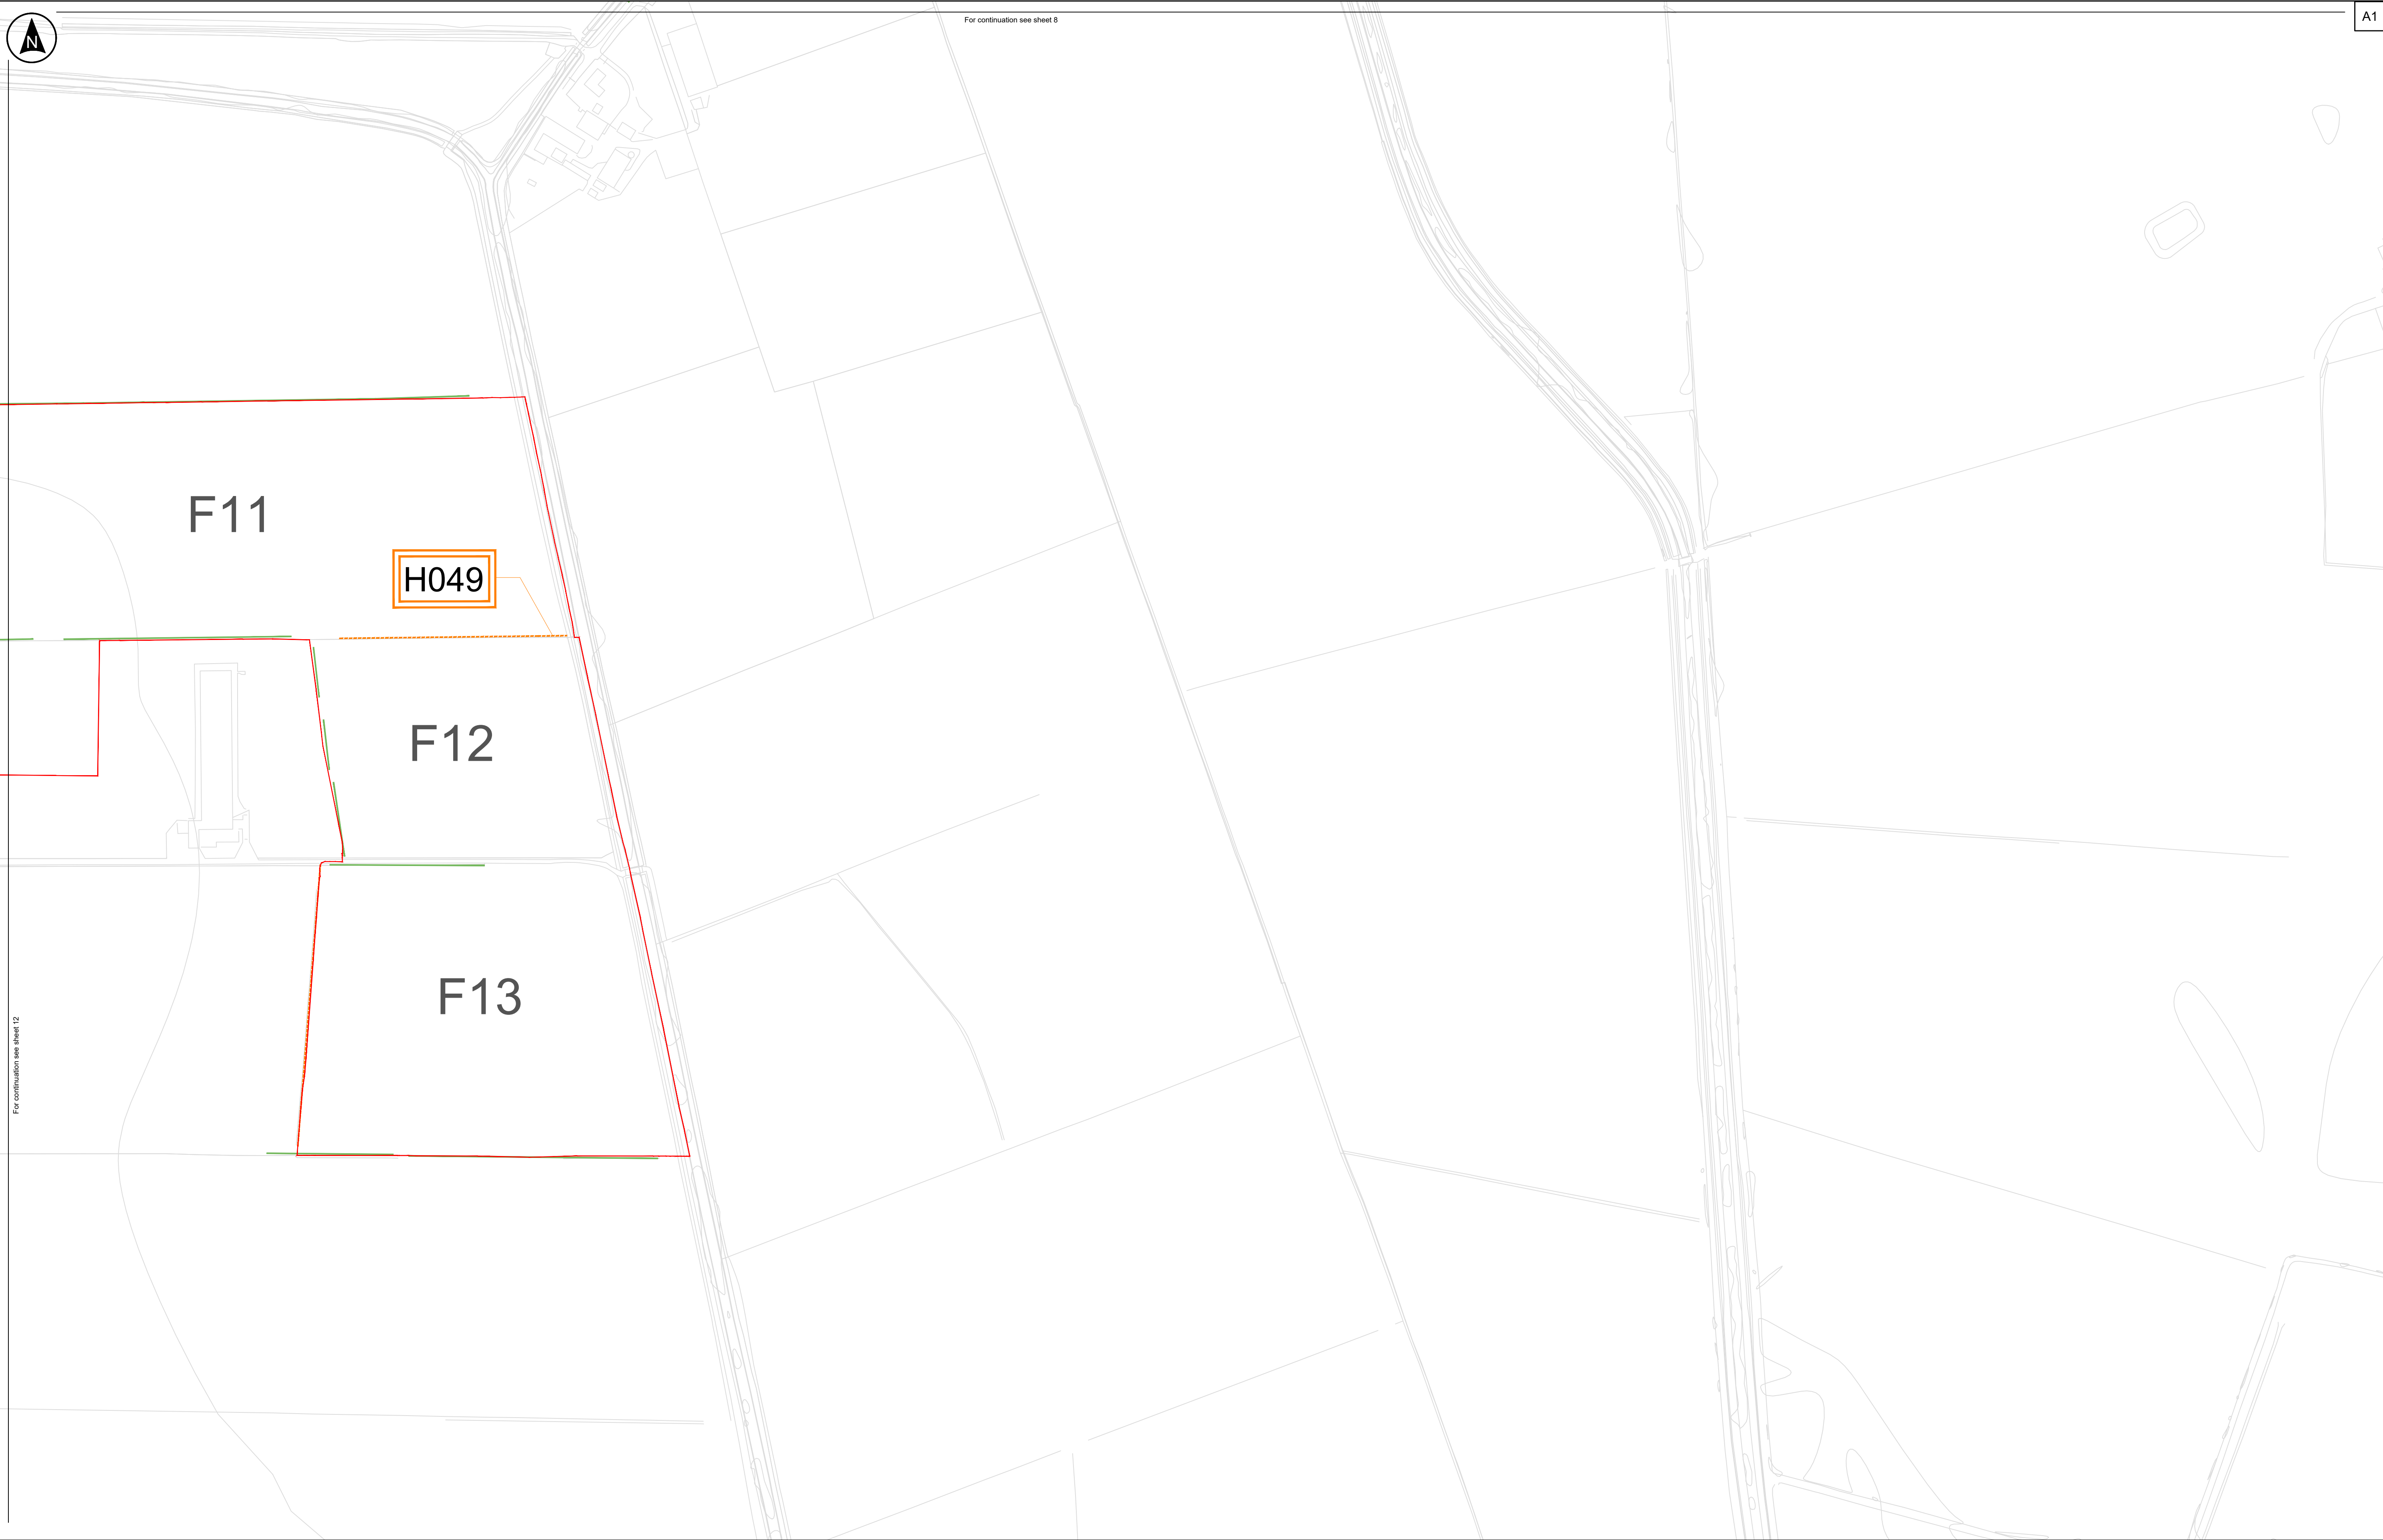 For continuation see sheet 8
A1
N
F11
H049
F12
F13
For continuation see sheet 12